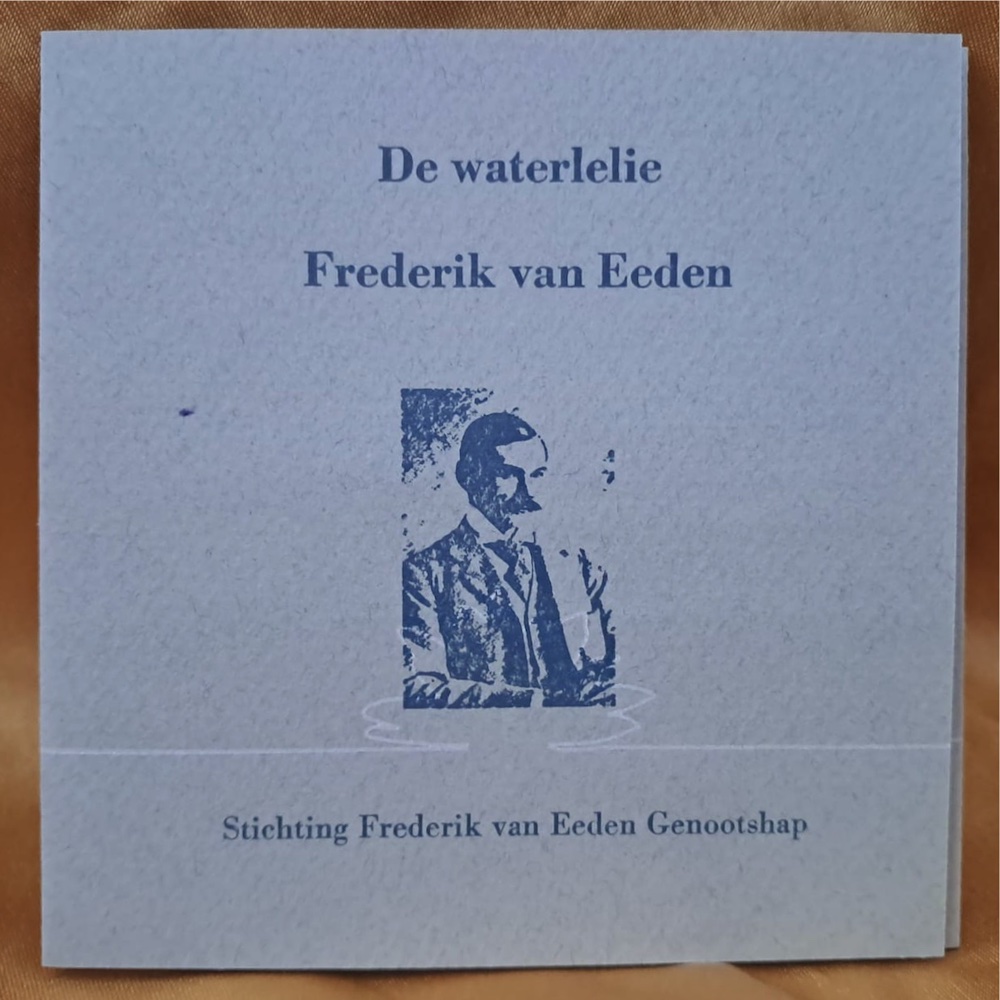 De waterlelie
Frederik van Eeden
Stichting Frederik van Eeden Genootshap